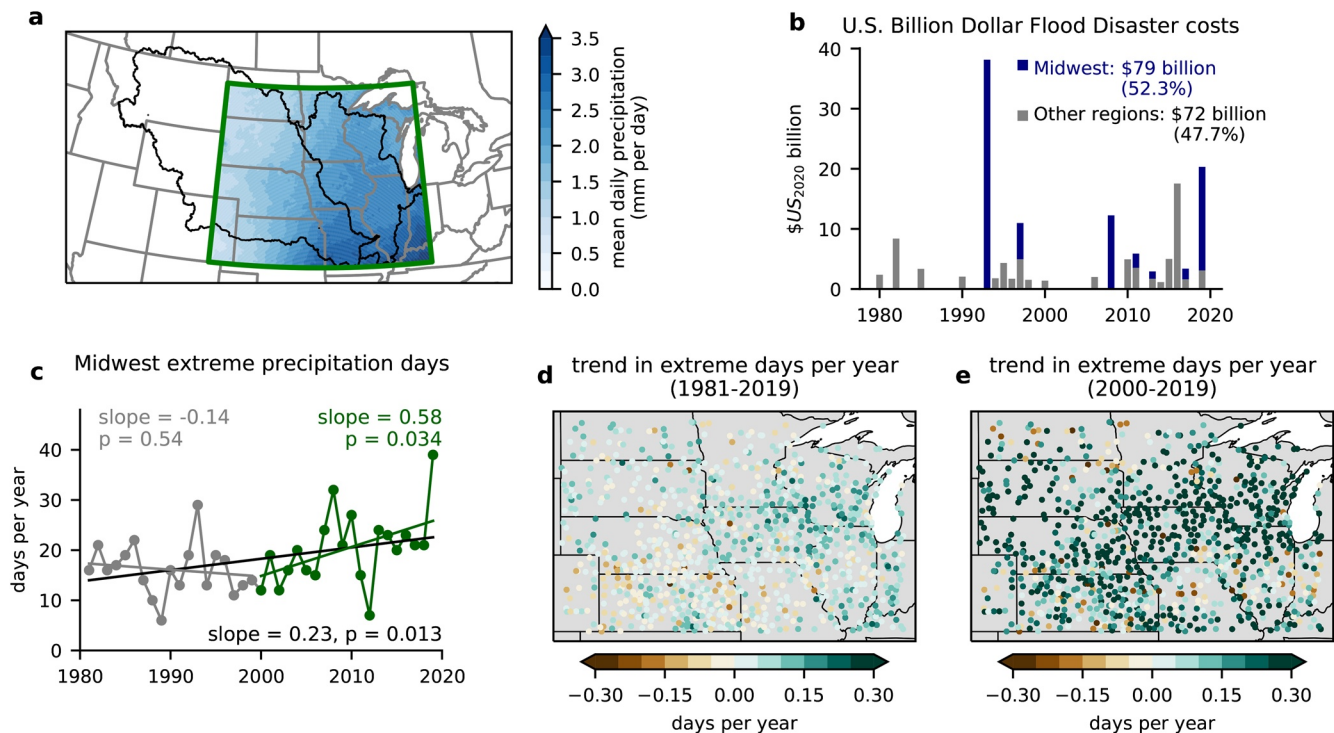 a
3.5
3.0
2.5
2.0
1.5
1.0
0.5
0.0
mean daily precipitation
(mm per day)
b
U.S. Billion Dollar Flood Disaster costs
40
30
20
10
0
$US2020 billion
Midwest: $79 billion
(52.3%)
Other regions: $72 billion
(47.7%)
1980 1990 2000 2010 2020
c
Midwest extreme precipitation days
slope = -0.14
p = 0.54
slope = 0.58
p = 0.034
40
30
20
10
0
days per year
slope = 0.23, p = 0.013
1980 1990 2000 2010 2020
d
trend in extreme days per year
(1981-2019)
−0.30 −0.15 0.00 0.15 0.30
days per year
e
trend in extreme days per year
(2000-2019)
−0.30 −0.15 0.00 0.15 0.30
days per year